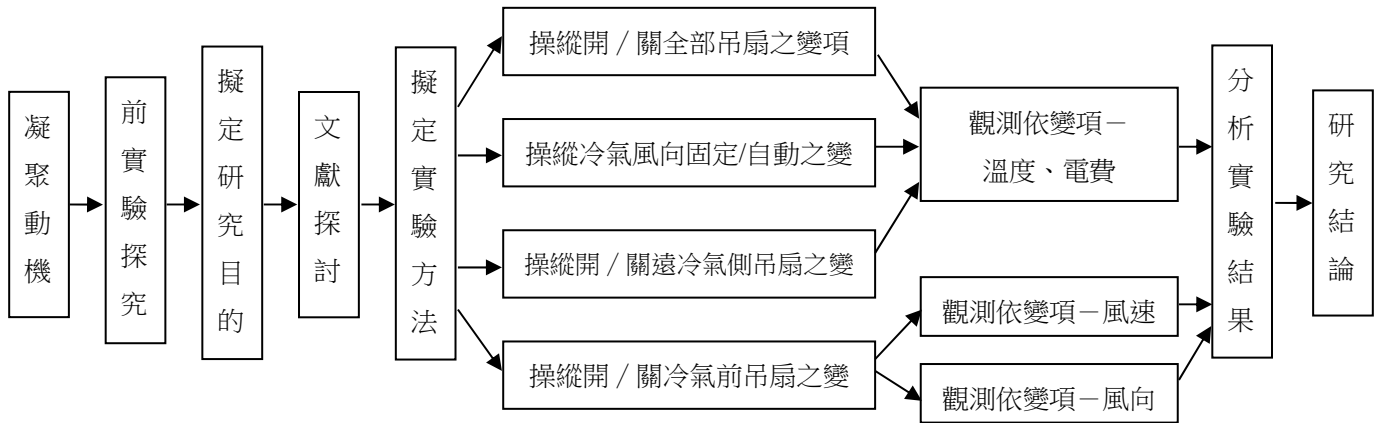 凝聚動機
前實驗探究
擬定研究目的
文獻探討
擬定實驗方法
操縱開／關全部吊扇之變項
操縱冷氣風向固定/自動之變
操縱開／關遠冷氣側吊扇之變
操縱開／關冷氣前吊扇之變
觀測依變項－
溫度、電費
觀測依變項－風速
觀測依變項－風向
分析實驗結果
研究結論